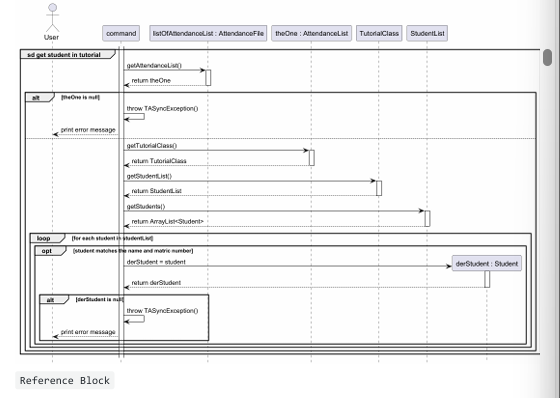 User
command
listOfAttendanceList : AttendanceFile
theOne : AttendanceList
TutorialClass
StudentList
sd get student in tutorial
getAttendanceList()
return theOne
alt [theOne is null]
throw TASyncException()
print error message
getTutorialClass()
return TutorialClass
getStudentList()
return StudentList
getStudents()
return ArrayList<Student>
loop [for each student in studentList]
opt [student matches the name and matric number]
derStudent = student
derStudent : Student
return derStudent
alt [derStudent is null]
throw TASyncException()
print error message
Reference Block